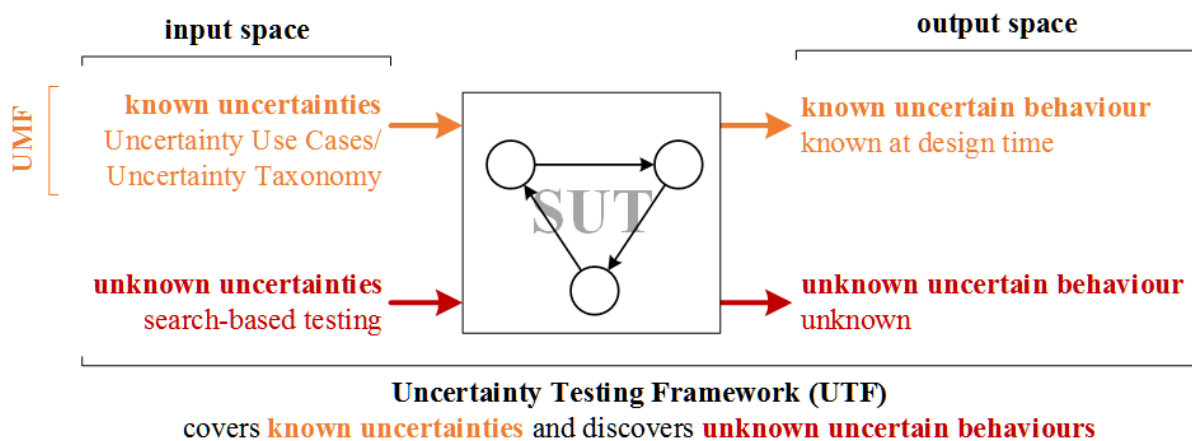 input space
output space
UMF
known uncertainties
Uncertainty Use Cases/
Uncertainty Taxonomy
known uncertain behaviour
known at design time
SUT
unknown uncertainties
search-based testing
unknown uncertain behaviour
unknown
Uncertainty Testing Framework (UTF)
covers known uncertainties and discovers unknown uncertain behaviours